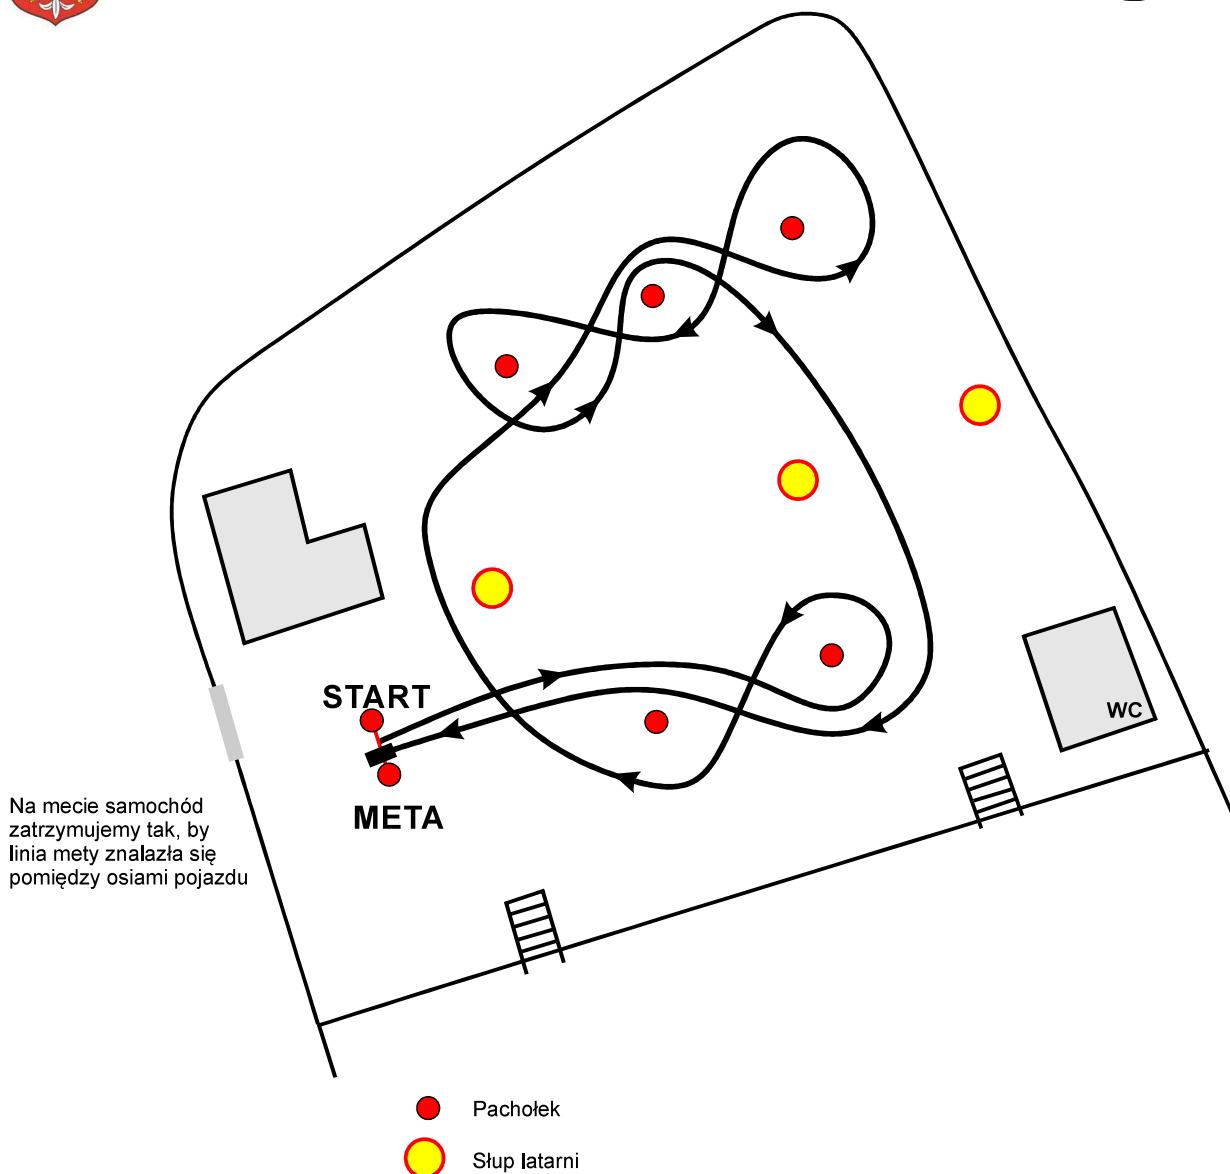 START
META
WC
Na mecie samochód
zatrzymujemy tak, by
linia mety znalazła się
pomiędzy osiami pojazdu
Pachołek
Słup latarni